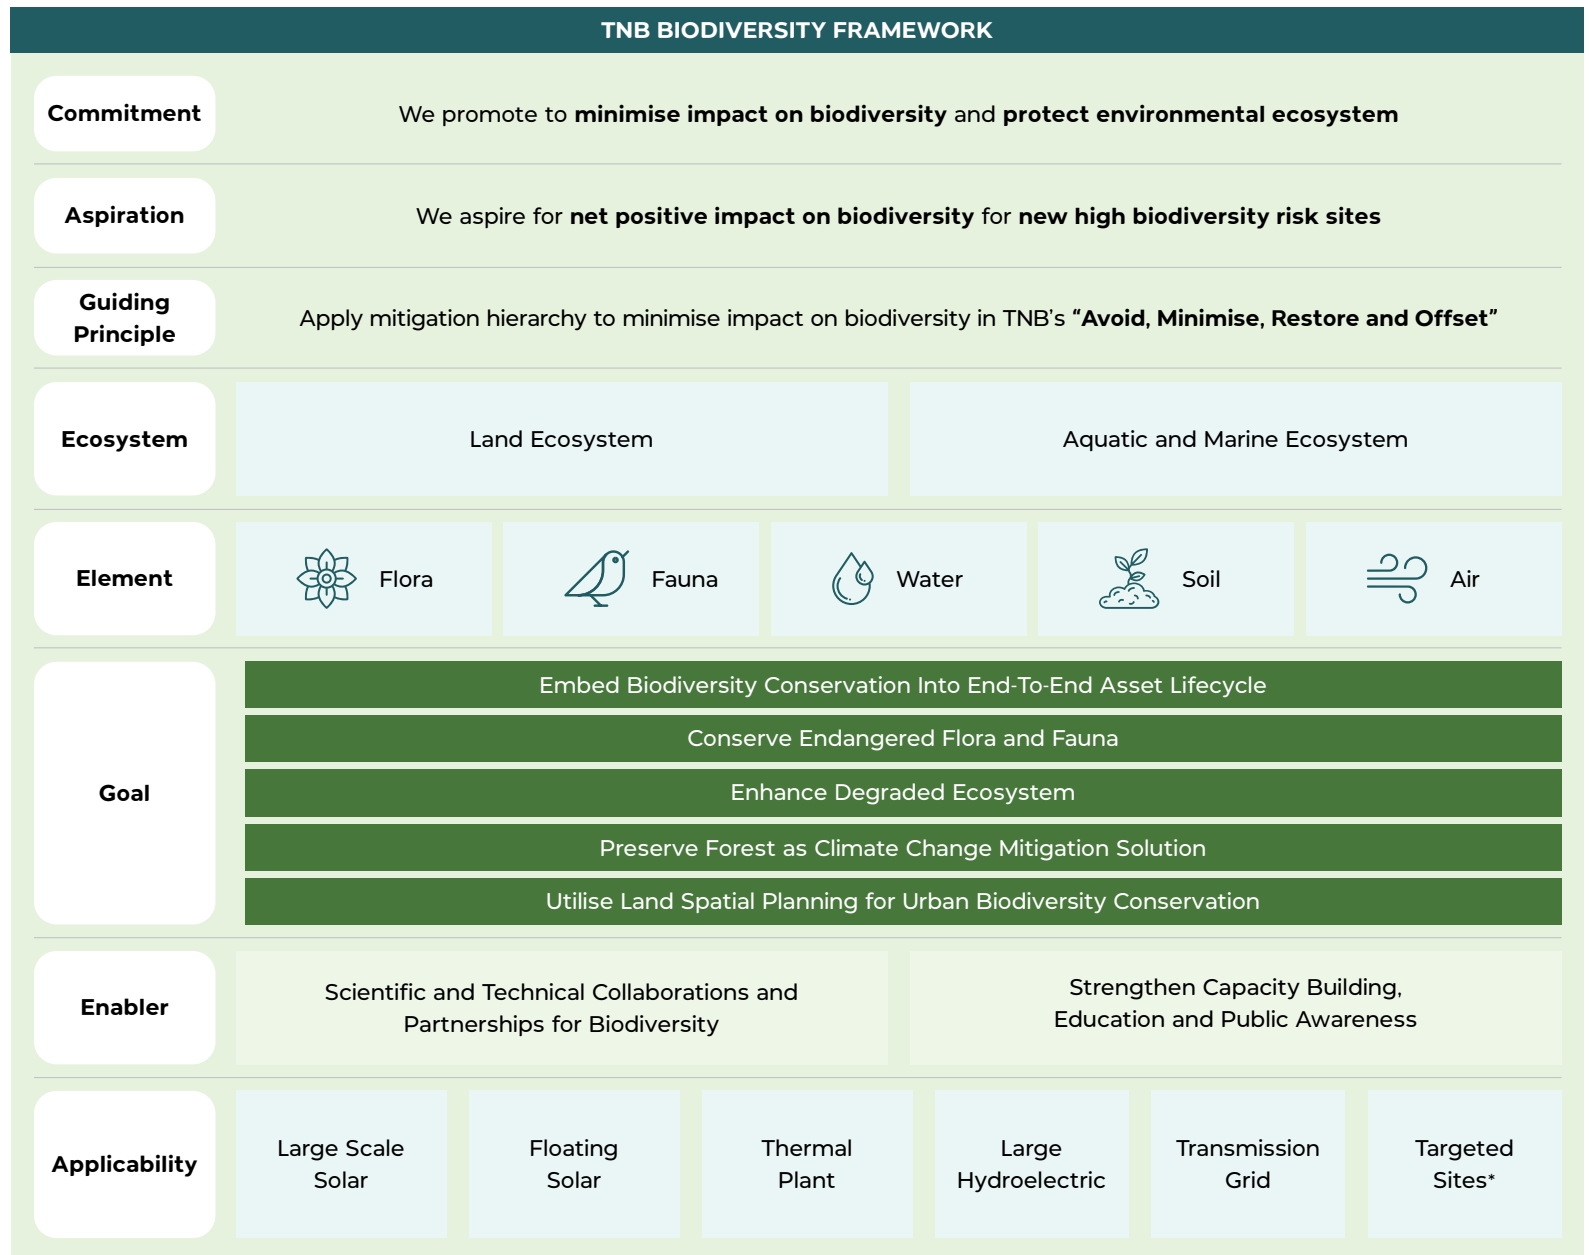 TNB BIODIVERSITY FRAMEWORK
Commitment
We promote to minimise impact on biodiversity and protect environmental ecosystem
Aspiration
We aspire for net positive impact on biodiversity for new high biodiversity risk sites
Guiding
Principle
Apply mitigation hierarchy to minimise impact on biodiversity in TNB’s “Avoid, Minimise, Restore and Offset”
Ecosystem
Land Ecosystem
Aquatic and Marine Ecosystem
Element
Flora
Fauna
Water
Soil
Air
Goal
Embed Biodiversity Conservation Into End-To-End Asset Lifecycle
Conserve Endangered Flora and Fauna
Enhance Degraded Ecosystem
Preserve Forest as Climate Change Mitigation Solution
Utilise Land Spatial Planning for Urban Biodiversity Conservation
Enabler
Scientific and Technical Collaborations and
Partnerships for Biodiversity
Strengthen Capacity Building,
Education and Public Awareness
Applicability
Large Scale
Solar
Floating
Solar
Thermal
Plant
Large
Hydroelectric
Transmission
Grid
Targeted
Sites*